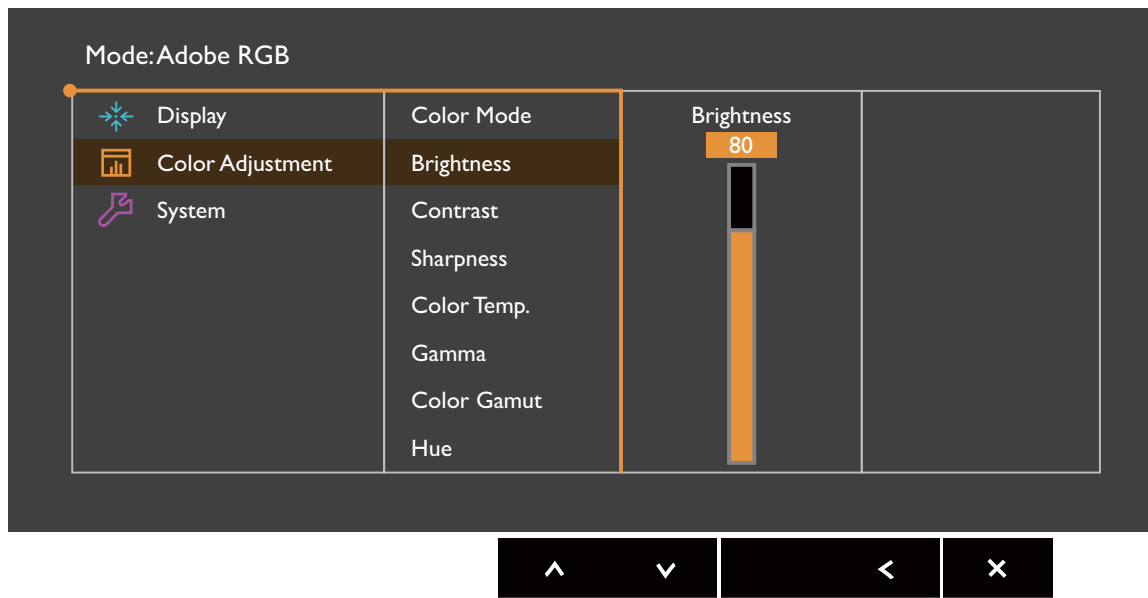 Mode: Adobe RGB
Display
Color Adjustment
System
Color Mode
Brightness
Contrast
Sharpness
Color Temp.
Gamma
Color Gamut
Hue
Brightness
80